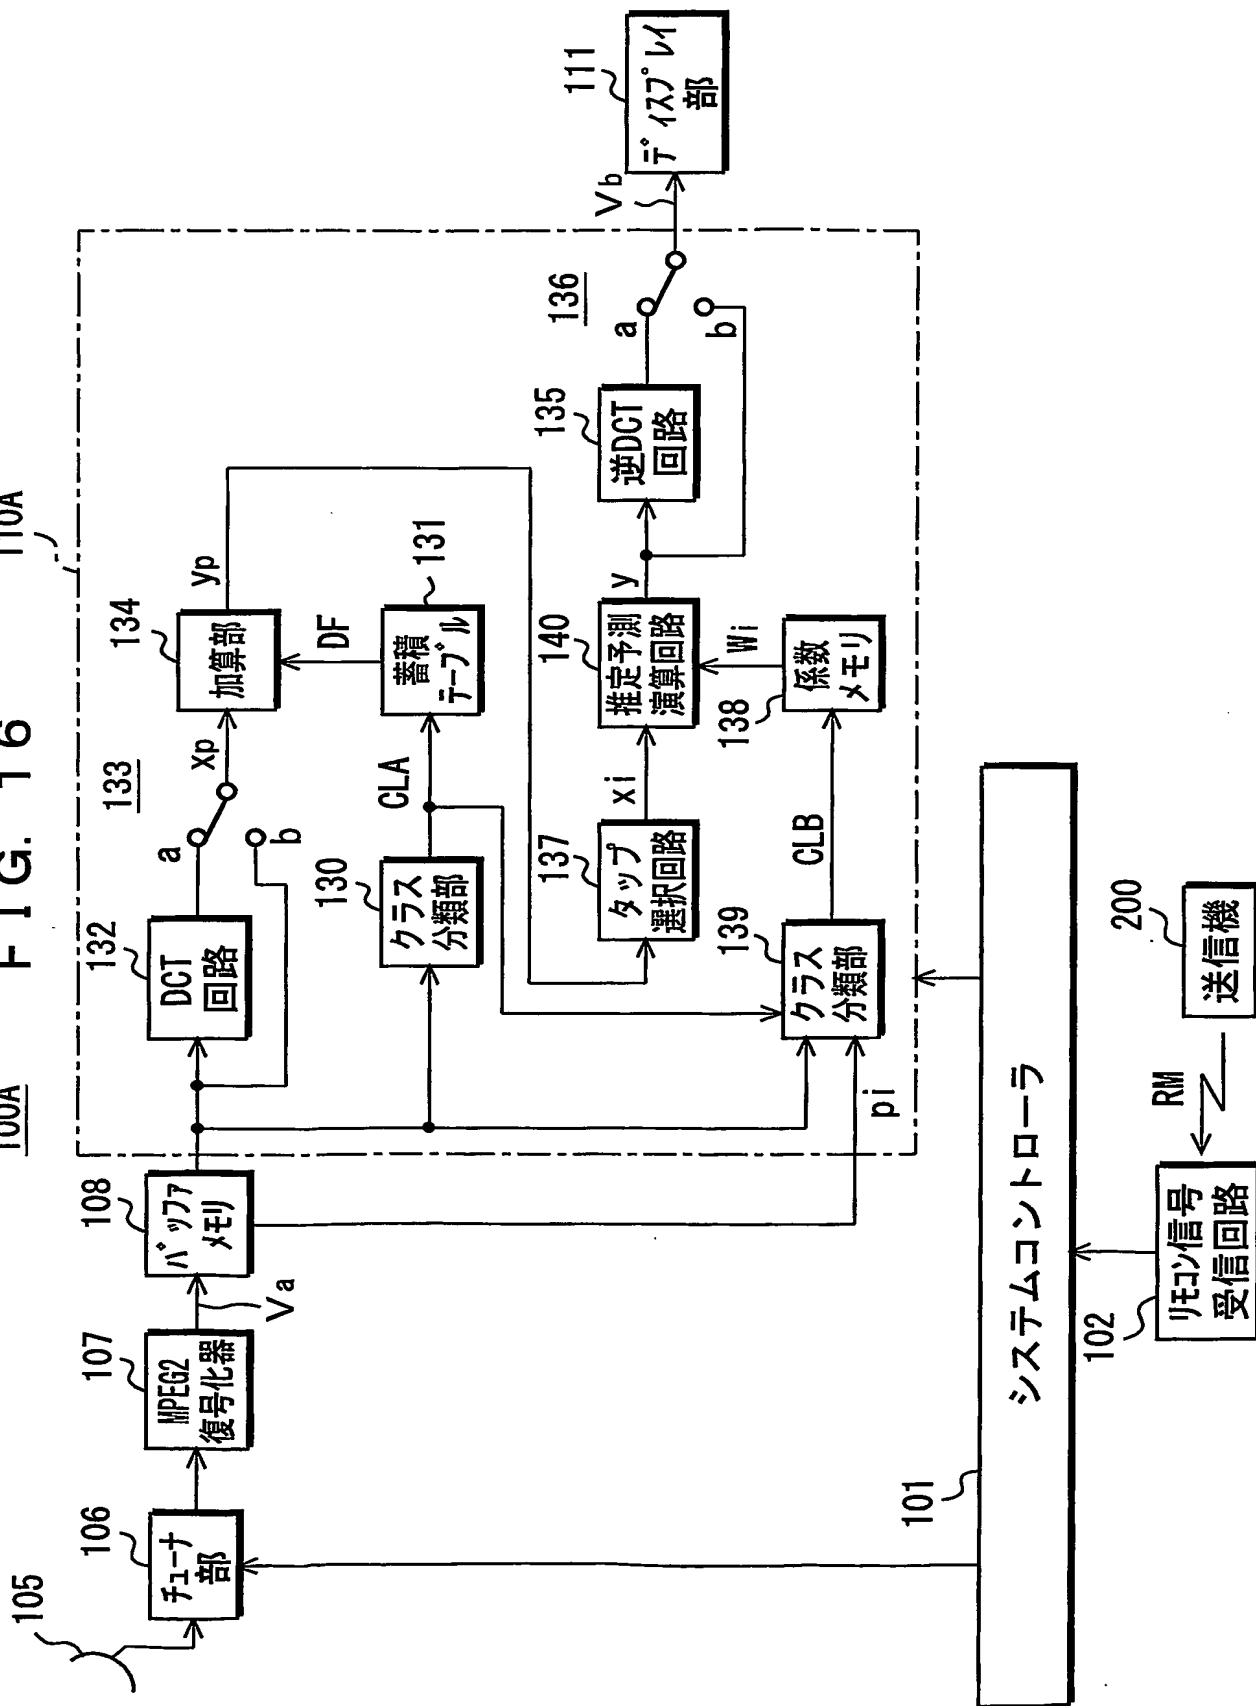 FIG. 16
100A
110A
105
106
チューナ
部
107
MPEG2
復号化器
Va
108
バッファ
メモリ
132
DCT
回路
a
b
133
xp
134
加算部
yp
DF
130
クラス
分類部
CLA
131
蓄積
テーブル
137
タップ
選択回路
xi
140
推定予測
演算回路
y
135
逆DCT
回路
a
b
136
Vb
111
ディスプレイ
部
pi
139
クラス
分類部
CLB
138
係数
メモリ
Wi
101
システムコントローラ
102
リモコン信号
受信回路
RM
200
送信機